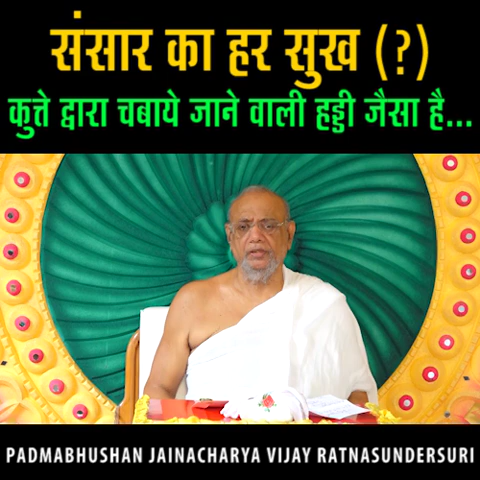 संसार का हर सुख (?)
कुत्ते द्वारा चबाये जाने वाली हड्डी जैसा है...
PADMABHUSHAN JAINACHARYA VIJAY RATNASUNDERSURI